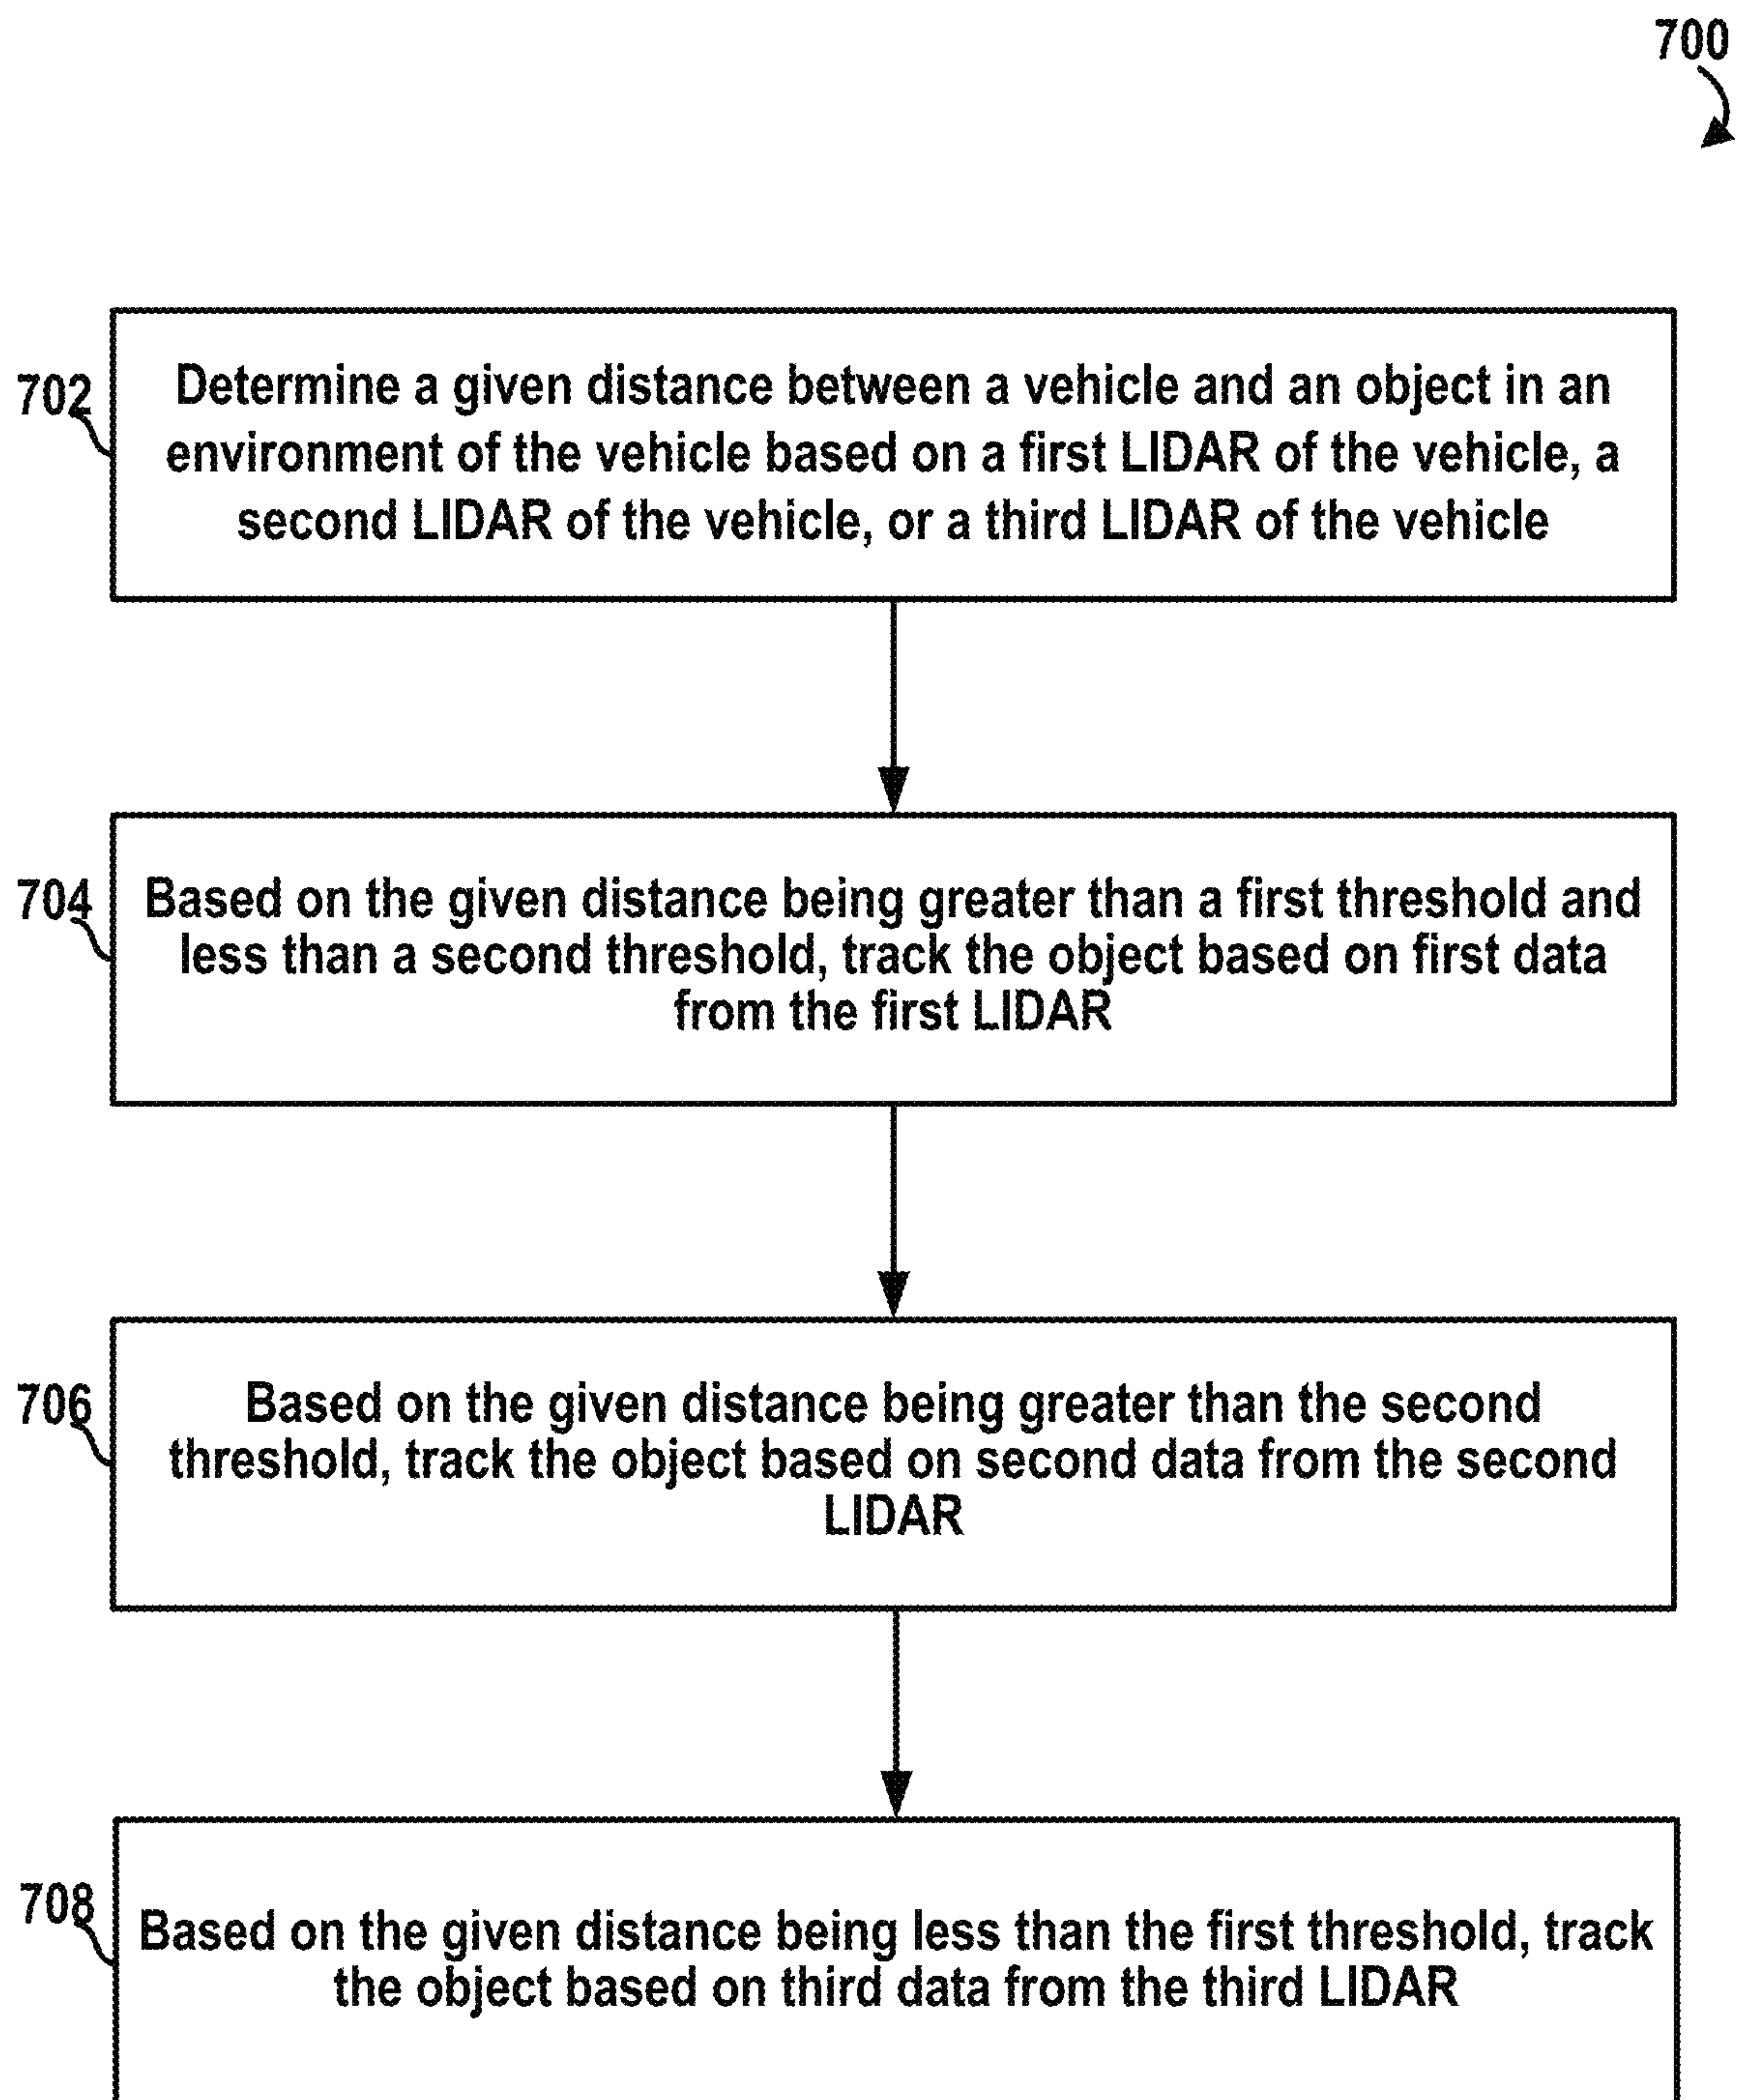 700
702
Determine a given distance between a vehicle and an object in an
environment of the vehicle based on a first LIDAR of the vehicle, a
second LIDAR of the vehicle, or a third LIDAR of the vehicle
704
Based on the given distance being greater than a first threshold and
less than a second threshold, track the object based on first data
from the first LIDAR
706
Based on the given distance being greater than the second
threshold, track the object based on second data from the second
LIDAR
708
Based on the given distance being less than the first threshold, track
the object based on third data from the third LIDAR